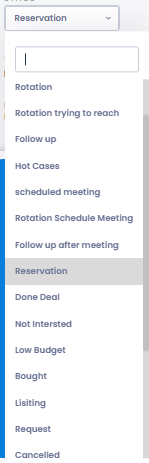 Reservation
Rotation
Rotation trying to reach
Follow up
Hot Cases
scheduled meeting
Rotation Schedule Meeting
Follow up after meeting
Reservation
Done Deal
Not Intersted
Low Budget
Bought
Lisiting
Request
Cancelled